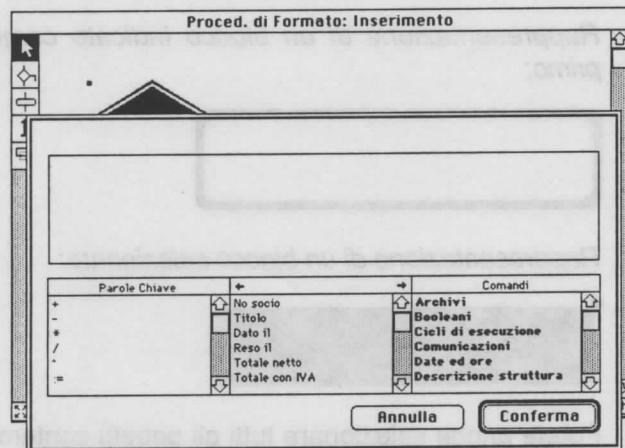 Proced. di Formato: Inserimento
Parole Chiave
Comandi
+
-
*
/
^
:=
No socio
Titolo
Dato il
Reso il
Totale netto
Totale con IVA
Archivi
Booleani
Cicli di esecuzione
Comunicazioni
Date ed ore
Descrizione struttura
Annulla
Conferma